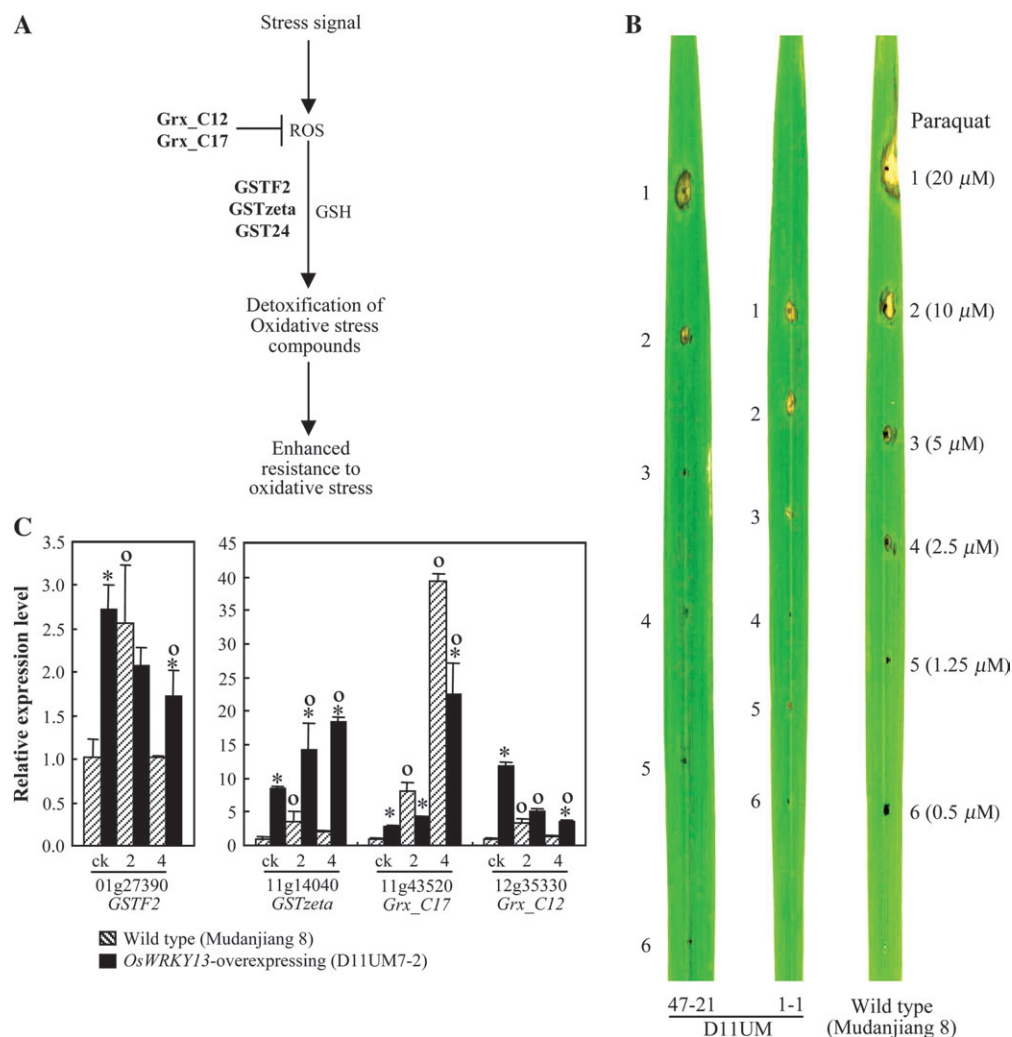 A
Stress signal
Grx_C12
Grx_C17
ROS
GSTF2
GSTzeta
GST24
GSH
Detoxification of
Oxidative stress
compounds
Enhanced
resistance to
oxidative stress
B
Paraquat
1
2
3
4
5
6
1
2
3
4
5
6
1 (20 µM)
2 (10 µM)
3 (5 µM)
4 (2.5 µM)
5 (1.25 µM)
6 (0.5 µM)
47-21
1-1
D11UM
Wild type
(Mudanjiang 8)
C
Relative expression level
3.5
3.0
2.5
2.0
1.5
1.0
0.5
0.0
* o o *
45
40
35
30
25
20
15
10
5
0
* o o * o * * o * o o * * o o o *
ck 2 4
01g27390
GSTF2
ck 2 4
11g14040
GSTzeta
ck 2 4
11g43520
Grx_C17
ck 2 4
12g35330
Grx_C12
Wild type (Mudanjiang 8)
OsWRKY13-overexpressing (D11UM7-2)